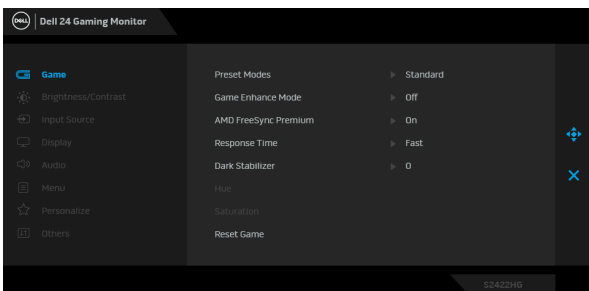 DELL
Dell 24 Gaming Monitor
Game
Brightness/Contrast
Input Source
Display
Audio
Menu
Personalize
Others
Preset Modes Standard
Game Enhance Mode Off
AMD FreeSync Premium On
Response Time Fast
Dark Stabilizer 0
Hue
Saturation
Reset Game
S2422HG